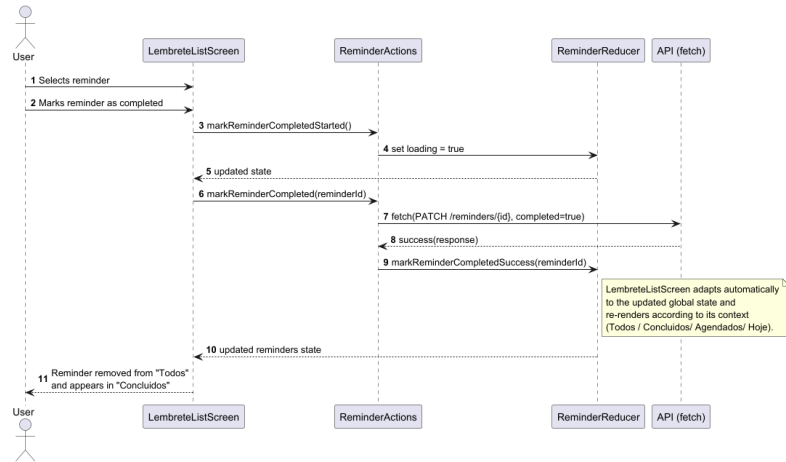 User
LembreteListScreen
ReminderActions
ReminderReducer
API (fetch)
1 Selects reminder
2 Marks reminder as completed
3 markReminderCompletedStarted()
4 set loading = true
5 updated state
6 markReminderCompleted(reminderId)
7 fetch(PATCH /reminders/{id}, completed=true)
8 success(response)
9 markReminderCompletedSuccess(reminderId)
LembreteListScreen adapts automatically
to the updated global state and
re-renders according to its context
(Todos / Concluidos/ Agendados/ Hoje).
10 updated reminders state
11 Reminder removed from "Todos"
and appears in "Concluidos"
User
LembreteListScreen
ReminderActions
ReminderReducer
API (fetch)